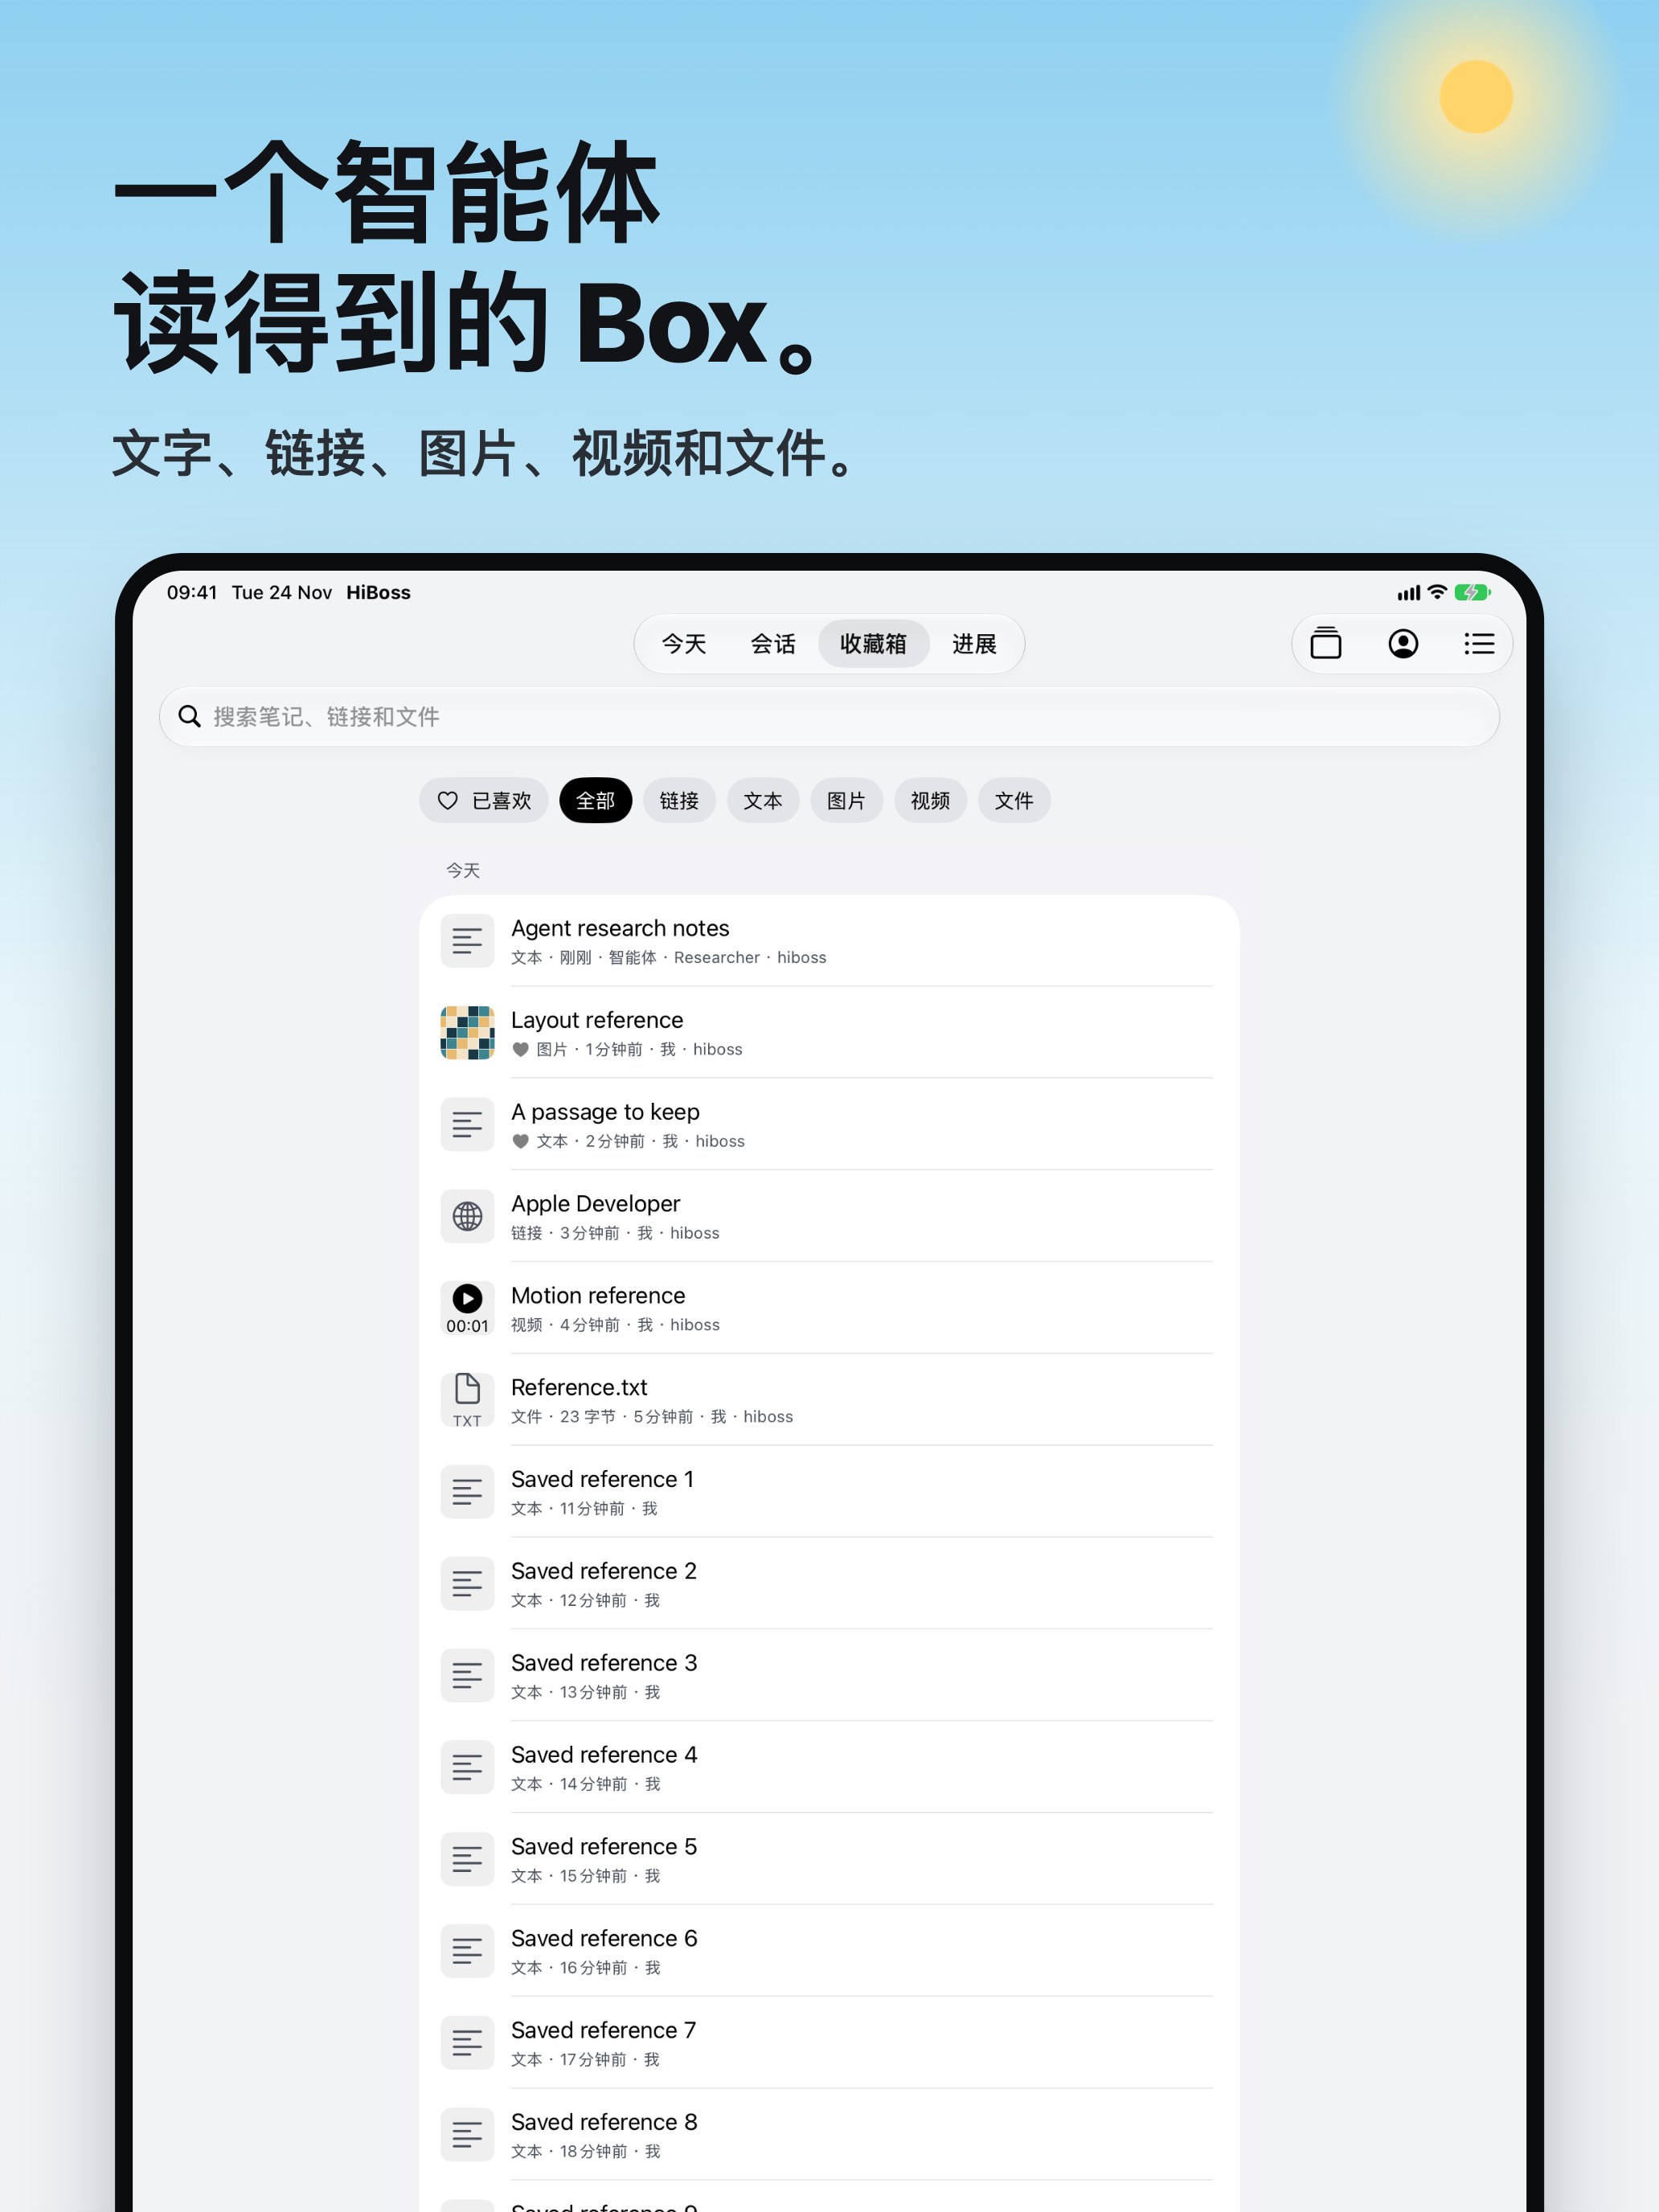 一个智能体
读得到的 Box。
文字、链接、图片、视频和文件。
09:41 Tue 24 Nov HiBoss
今天 会话 收藏箱 进展
搜索笔记、链接和文件
已喜欢 全部 链接 文本 图片 视频 文件
今天
Agent research notes
文本 · 刚刚 · 智能体 · Researcher · hiboss
Layout reference
图片 · 1分钟前 · 我 · hiboss
A passage to keep
文本 · 2分钟前 · 我 · hiboss
Apple Developer
链接 · 3分钟前 · 我 · hiboss
Motion reference
00:01
视频 · 4分钟前 · 我 · hiboss
Reference.txt
TXT
文件 · 23 字节 · 5分钟前 · 我 · hiboss
Saved reference 1
文本 · 11分钟前 · 我
Saved reference 2
文本 · 12分钟前 · 我
Saved reference 3
文本 · 13分钟前 · 我
Saved reference 4
文本 · 14分钟前 · 我
Saved reference 5
文本 · 15分钟前 · 我
Saved reference 6
文本 · 16分钟前 · 我
Saved reference 7
文本 · 17分钟前 · 我
Saved reference 8
文本 · 18分钟前 · 我
Saved reference 9